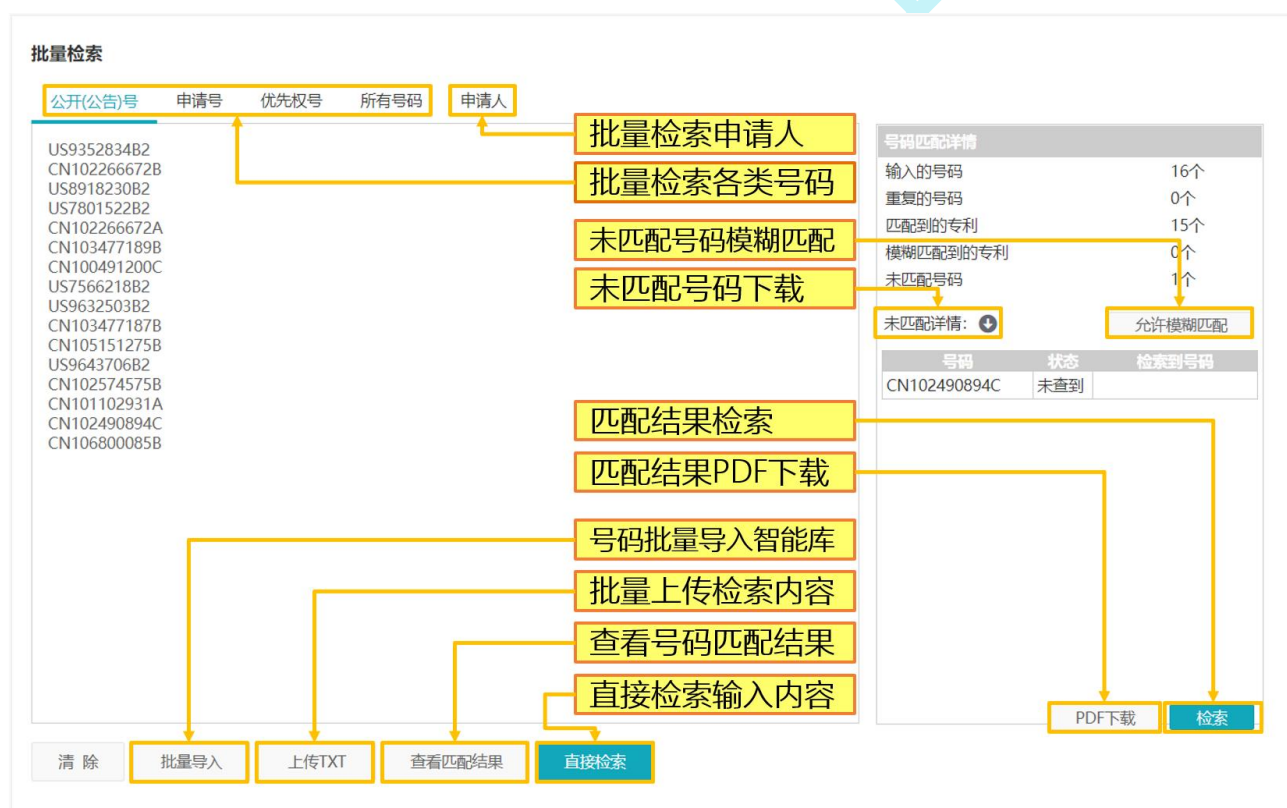 批量检索
公开(公告)号 申请号 优先权号 所有号码 申请人
US9352834B2
CN102266672B
US8918230B2
US7801522B2
CN102266672A
CN103477189B
CN100491200C
US7566218B2
US9632503B2
CN103477187B
CN105151275B
US9643706B2
CN102574575B
CN101102931A
CN102490894C
CN106800085B
批量检索申请人
批量检索各类号码
未匹配号码模糊匹配
未匹配号码下载
匹配结果检索
匹配结果PDF下载
号码批量导入智能库
批量上传检索内容
查看号码匹配结果
直接检索输入内容
号码匹配详情
输入的号码 16个
重复的号码 0个
匹配到的专利 15个
模糊匹配到的专利 0个
未匹配号码 1个
未匹配详情: 允许模糊匹配
号码 状态 检索到号码
CN102490894C 未查到
PDF下载 检索
清 除 批量导入 上传TXT 查看匹配结果 直接检索